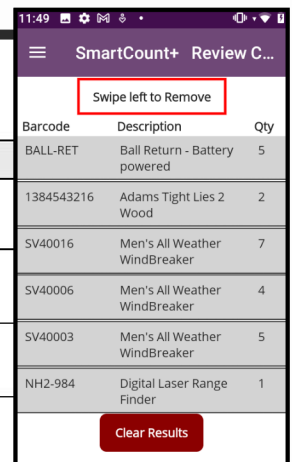 11:49
SmartCount+ Review C...
Swipe left to Remove
Barcode Description Qty
BALL-RET Ball Return - Battery powered 5
1384543216 Adams Tight Lies 2 Wood 2
SV40016 Men's All Weather WindBreaker 7
SV40006 Men's All Weather WindBreaker 4
SV40003 Men's All Weather WindBreaker 5
NH2-984 Digital Laser Range Finder 1
Clear Results